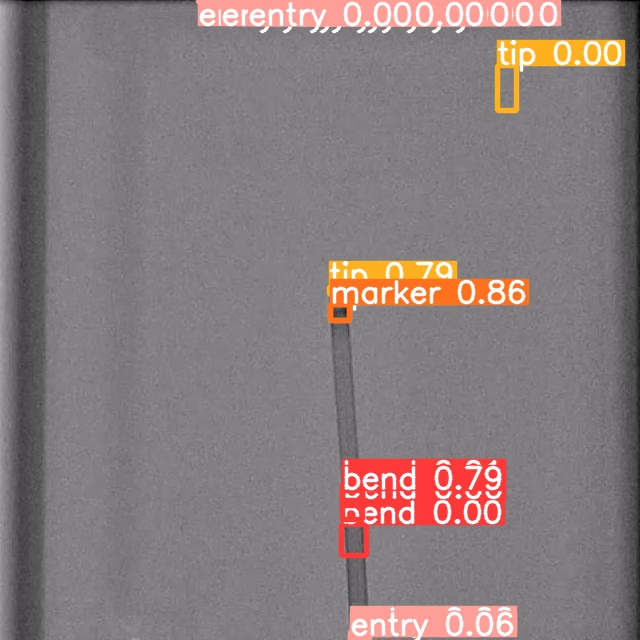 tip 0.00
tip 0.79
marker 0.86
bend 0.79
bend 0.00
entry 0.06